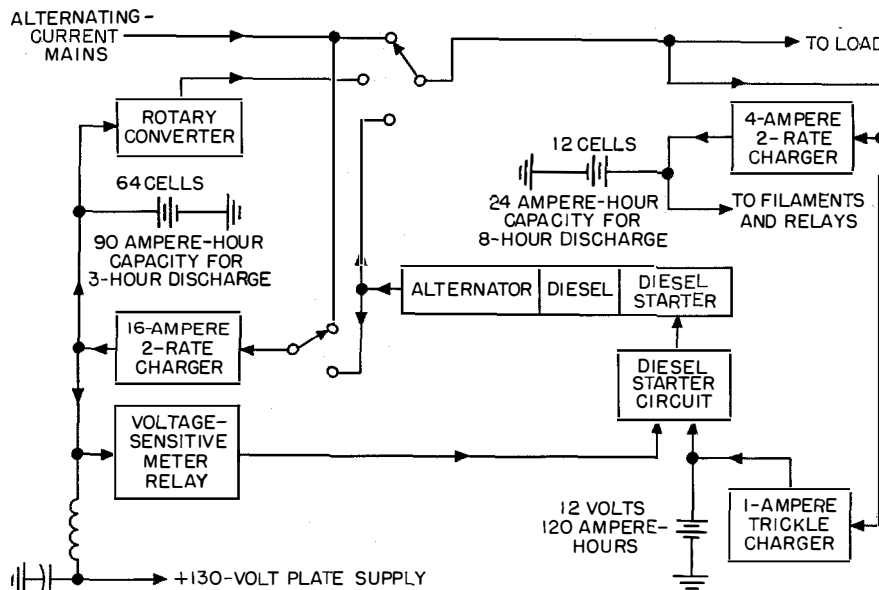 ALTERNATING-
CURRENT
MAINS
TO LOAD
ROTARY
CONVERTER
4-AMPERE
2-RATE
CHARGER
12 CELLS
64 CELLS
24 AMPERE-HOUR
CAPACITY FOR
8-HOUR DISCHARGE
TO FILAMENTS
AND RELAYS
90 AMPERE-HOUR
CAPACITY FOR
3-HOUR DISCHARGE
ALTERNATOR
DIESEL
DIESEL
STARTER
16-AMPERE
2-RATE
CHARGER
DIESEL
STARTER
CIRCUIT
VOLTAGE-
SENSITIVE
METER
RELAY
12 VOLTS
120 AMPERE-
HOURS
1-AMPERE
TRICKLE
CHARGER
+130-VOLT PLATE SUPPLY